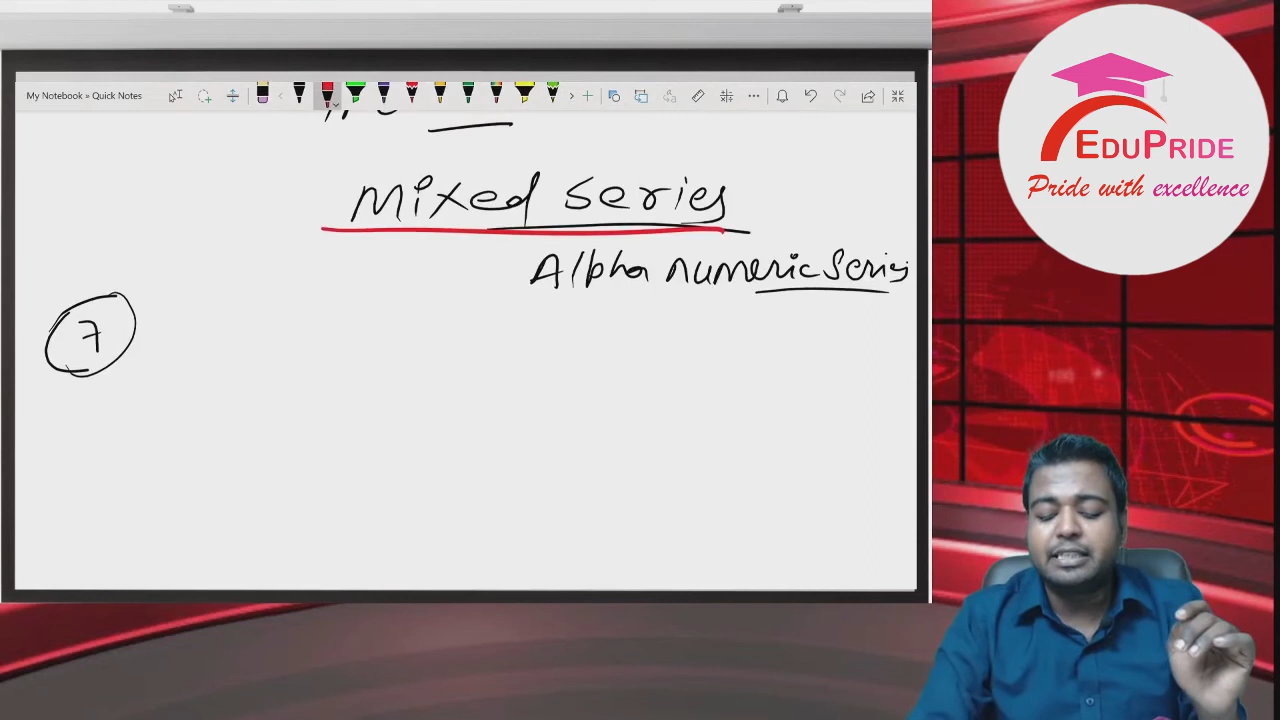 My Notebook » Quick Notes
Mixed series
Alpha numeric Series
7
EDUPRIDE
Pride with excellence